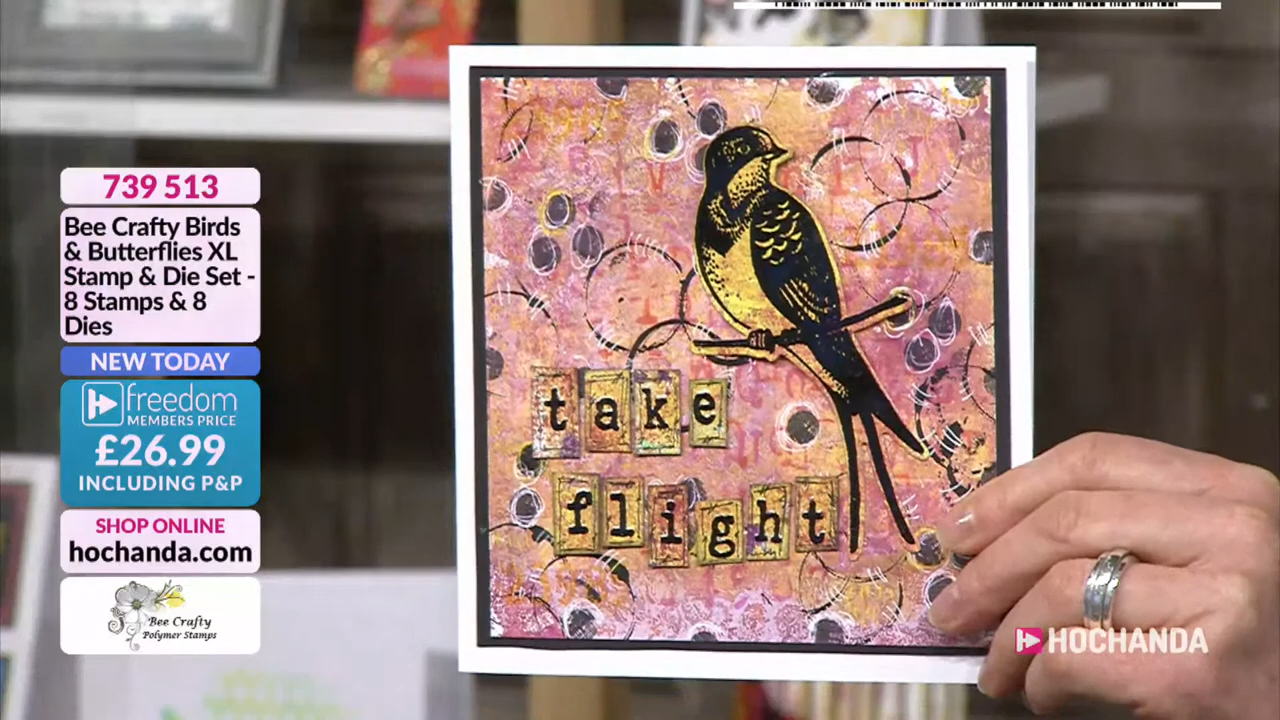 739 513
Bee Crafty Birds
& Butterflies XL
Stamp & Die Set -
8 Stamps & 8
Dies
NEW TODAY
freedom
MEMBERS PRICE
£26.99
INCLUDING P&P
SHOP ONLINE
hochanda.com
Bee Crafty
Polymer Stamps
take
flight
HOCHANDA